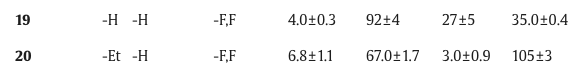 19 -H -H -F,F 4.0±0.3 92±4 27±5 35.0±0.4
20 -Et -H -F,F 6.8±1.1 67.0±1.7 3.0±0.9 105±3